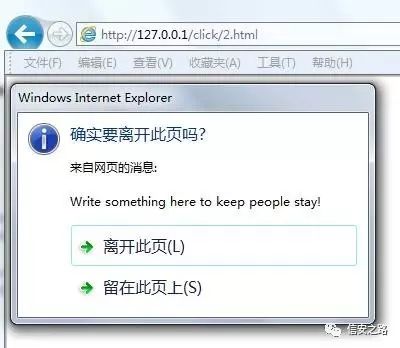 http://127.0.0.1/click/2.html
文件(F) 编辑(E) 查看(V) 收藏夹(A) 工具(T) 帮助(H)
Windows Internet Explorer
确实要离开此页吗?
来自网页的消息:
Write something here to keep people stay!
离开此页(L)
留在此页上(S)
信安之路